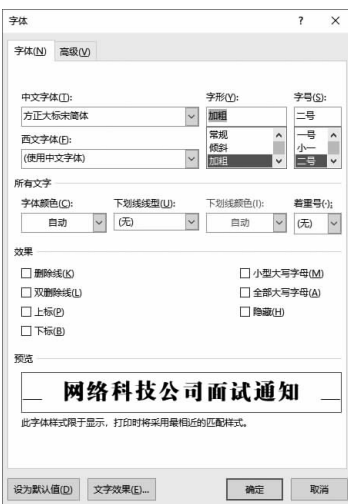 字体 ? ×
字体(N) 高级(V)
中文字体(T): 字形(Y): 字号(S):
方正大标宋简体 加粗 二号
常规 一号
西文字体(F): 倾斜 小一
(使用中文字体) 加粗 二号
所有文字
字体颜色(C): 下划线线型(U): 下划线颜色(I): 着重号(·):
自动 (无) 自动 (无)
效果
删除线(K) 小型大写字母(M)
双删除线(L) 全部大写字母(A)
上标(P) 隐藏(H)
下标(B)
预览
网络科技公司面试通知
此字体样式限于显示，打印时将采用最相近的匹配样式。
设为默认值(D) 文字效果(E)... 确定 取消